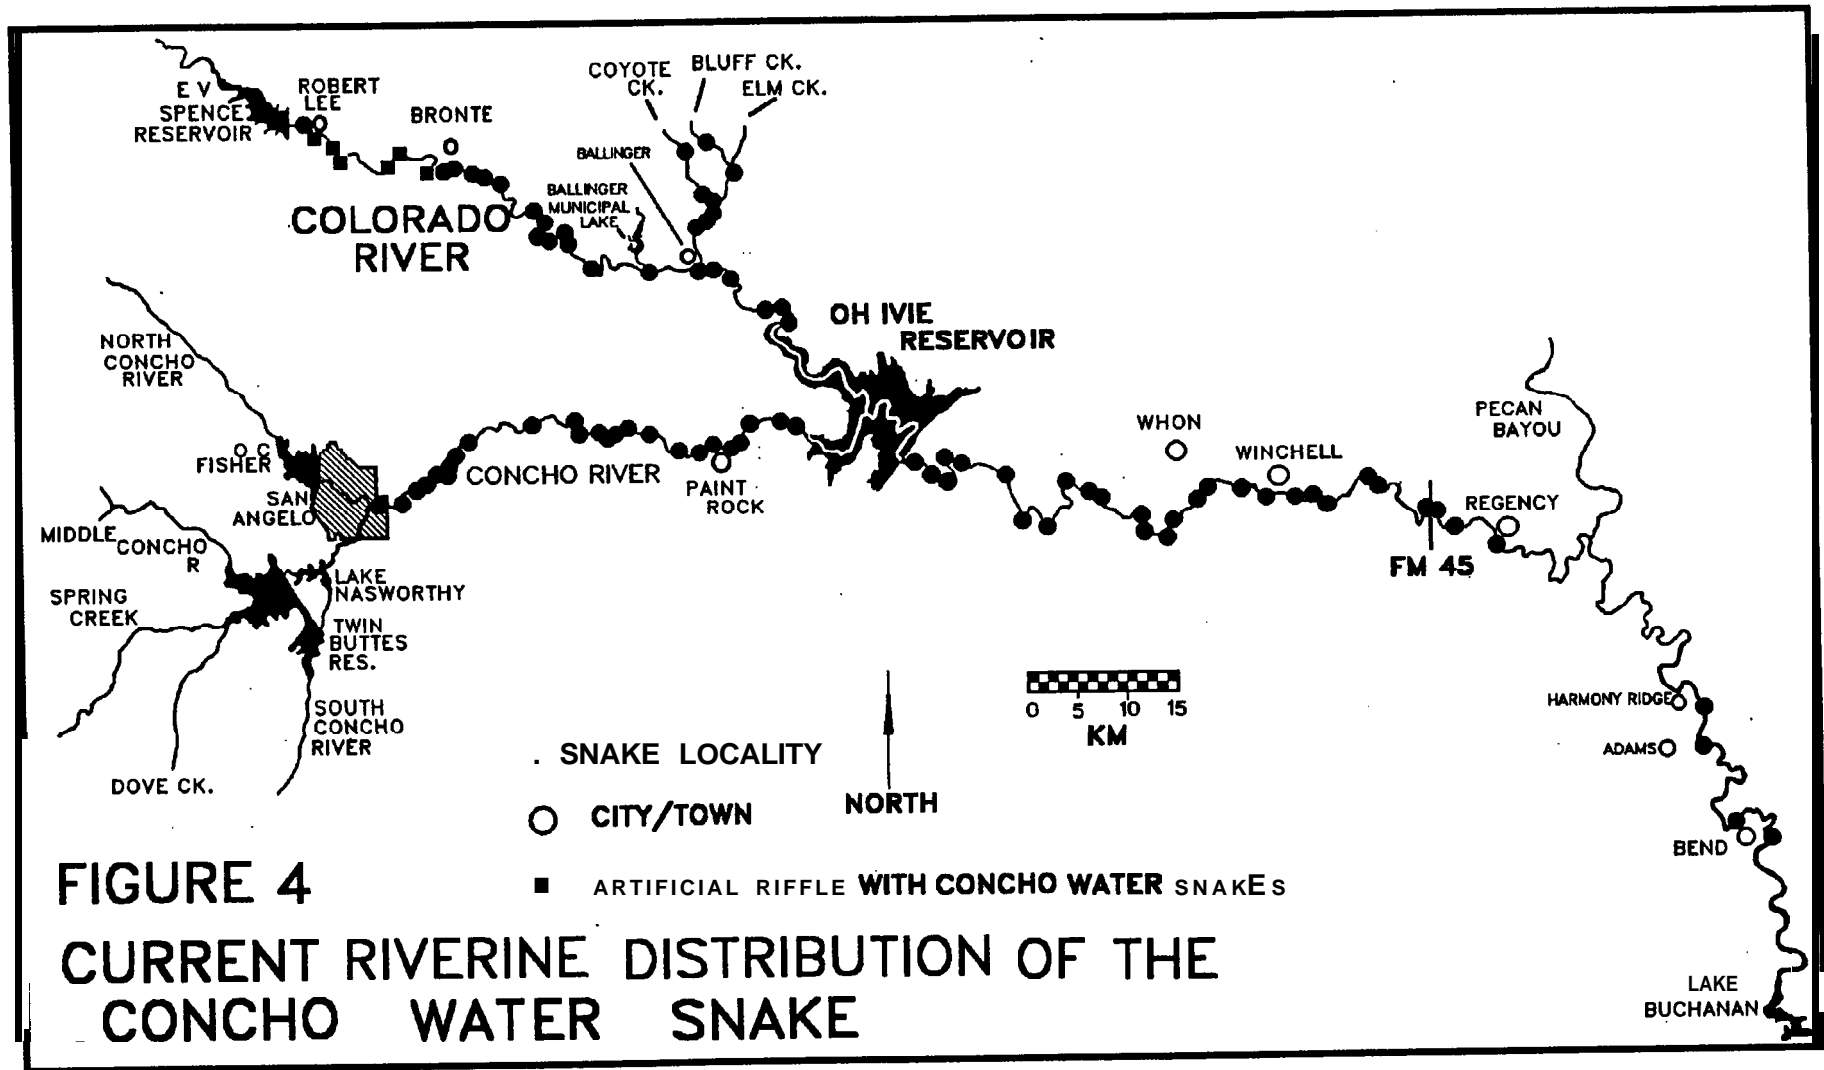 E V
SPENCE
RESERVOIR
ROBERT
LEE
BRONTE
COYOTE
CK.
BLUFF CK.
ELM CK.
BALLINGER
BALLINGER
MUNICIPAL
LAKE
COLORADO
RIVER
OH IVIE
RESERVOIR
NORTH
CONCHO
RIVER
O C
FISHER
SAN
ANGELO
CONCHO RIVER
PAINT
ROCK
WHON
WINCHELL
PECAN
BAYOU
REGENCY
FM 45
MIDDLE
CONCHO
R
SPRING
CREEK
LAKE
NASWORTHY
TWIN
BUTTES
RES.
SOUTH
CONCHO
RIVER
DOVE CK.
HARMONY RIDGE
ADAMS
BEND
LAKE
BUCHANAN
0 5 10 15
KM
NORTH
. SNAKE LOCALITY
CITY/TOWN
ARTIFICIAL RIFFLE WITH CONCHO WATER SNAKES
FIGURE 4
CURRENT RIVERINE DISTRIBUTION OF THE
CONCHO WATER SNAKE